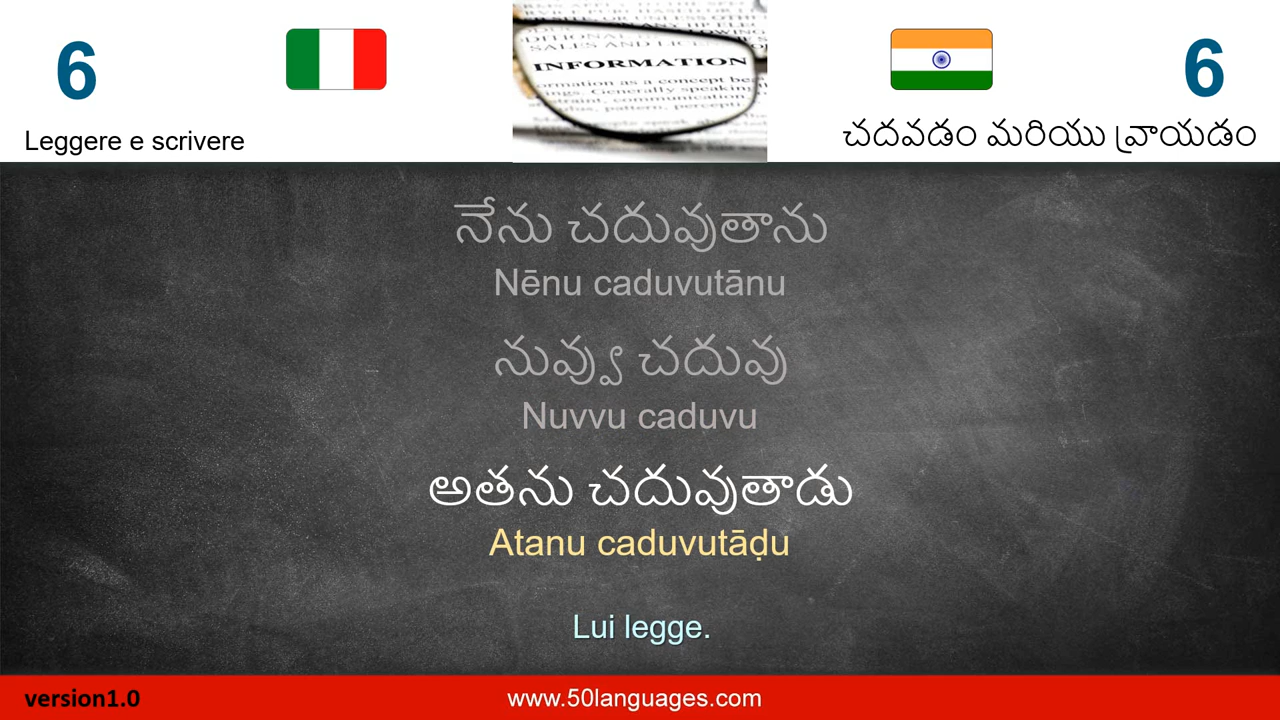 6
6
Leggere e scrivere
చదవడం మరియు వ్రాయడం
INFORMATION
నేను చదువుతాను
Nēnu caduvutānu
నువ్వు చదువు
Nuvvu caduvu
అతను చదువుతాడు
Atanu caduvutāḍu
Lui legge.
version1.0
www.50languages.com